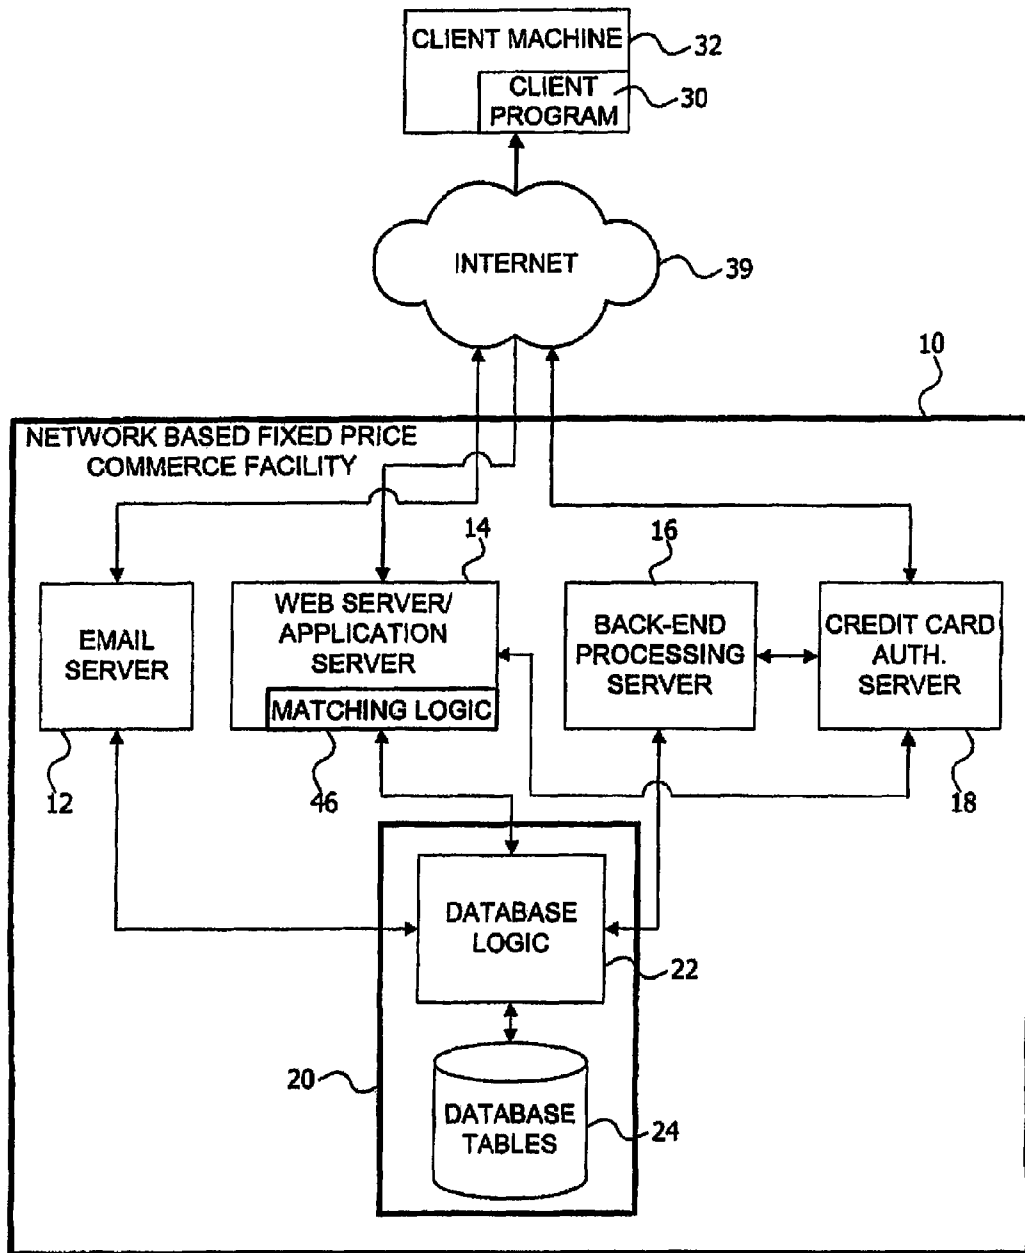 CLIENT MACHINE
32
CLIENT
PROGRAM
30
INTERNET
39
10
NETWORK BASED FIXED PRICE
COMMERCE FACILITY
14
16
EMAIL
SERVER
WEB SERVER/
APPLICATION
SERVER
MATCHING LOGIC
BACK-END
PROCESSING
SERVER
CREDIT CARD
AUTH.
SERVER
12
46
18
DATABASE
LOGIC
22
20
DATABASE
TABLES
24